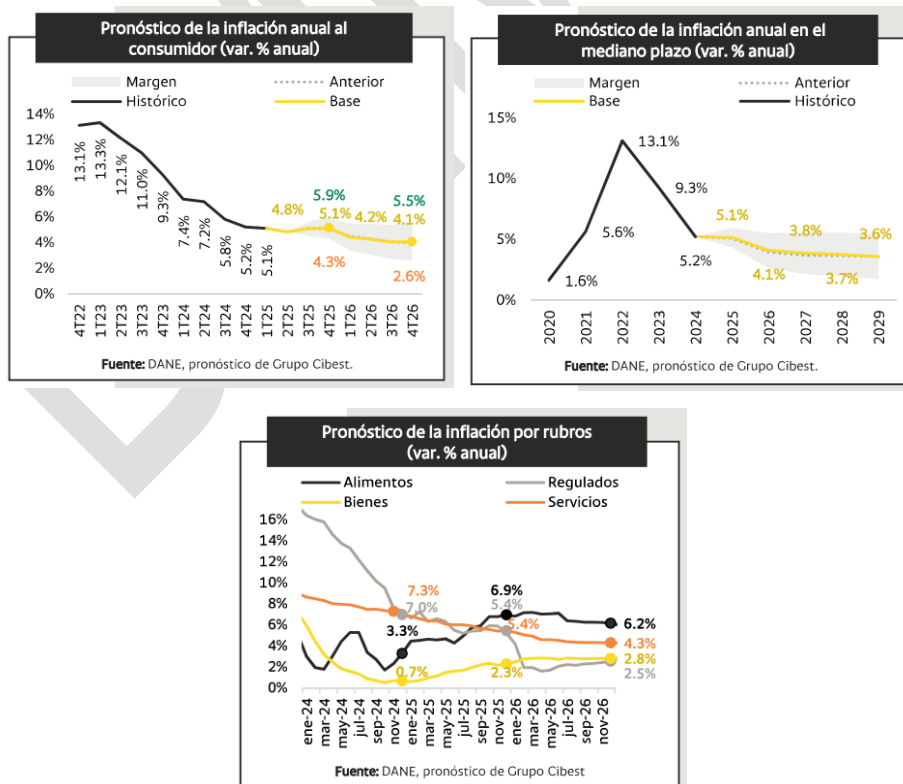 Pronóstico de la inflación anual al
consumidor (var. % anual)
Margen
Anterior
Histórico
Base
14%
12%
10%
8%
6%
4%
2%
0%
13.1%
13.3%
12.1%
11.0%
9.3%
7.4%
7.2%
5.8%
5.2%
5.1%
4.8%
5.9%
5.1%
4.3%
4.2%
5.5%
4.1%
2.6%
4T22
1T23
2T23
3T23
4T23
1T24
2T24
3T24
4T24
1T25
2T25
3T25
4T25
1T26
2T26
3T26
4T26
Fuente: DANE, pronóstico de Grupo Cibest.
Pronóstico de la inflación anual en el
mediano plazo (var. % anual)
Margen
Anterior
Base
Histórico
15%
10%
5%
0%
1.6%
5.6%
13.1%
9.3%
5.2%
5.1%
4.1%
3.8%
3.7%
3.6%
2020
2021
2022
2023
2024
2025
2026
2027
2028
2029
Fuente: DANE, pronóstico de Grupo Cibest.
Pronóstico de la inflación por rubros
(var. % anual)
Alimentos
Regulados
Bienes
Servicios
16%
14%
12%
10%
8%
6%
4%
2%
0%
7.3%
7.0%
3.3%
0.7%
6.9%
5.4%
5.4%
2.3%
6.2%
4.3%
2.8%
2.5%
ene-24
mar-24
may-24
jul-24
sep-24
nov-24
ene-25
mar-25
may-25
jul-25
sep-25
nov-25
ene-26
mar-26
may-26
jul-26
sep-26
nov-26
Fuente: DANE, pronóstico de Grupo Cibest